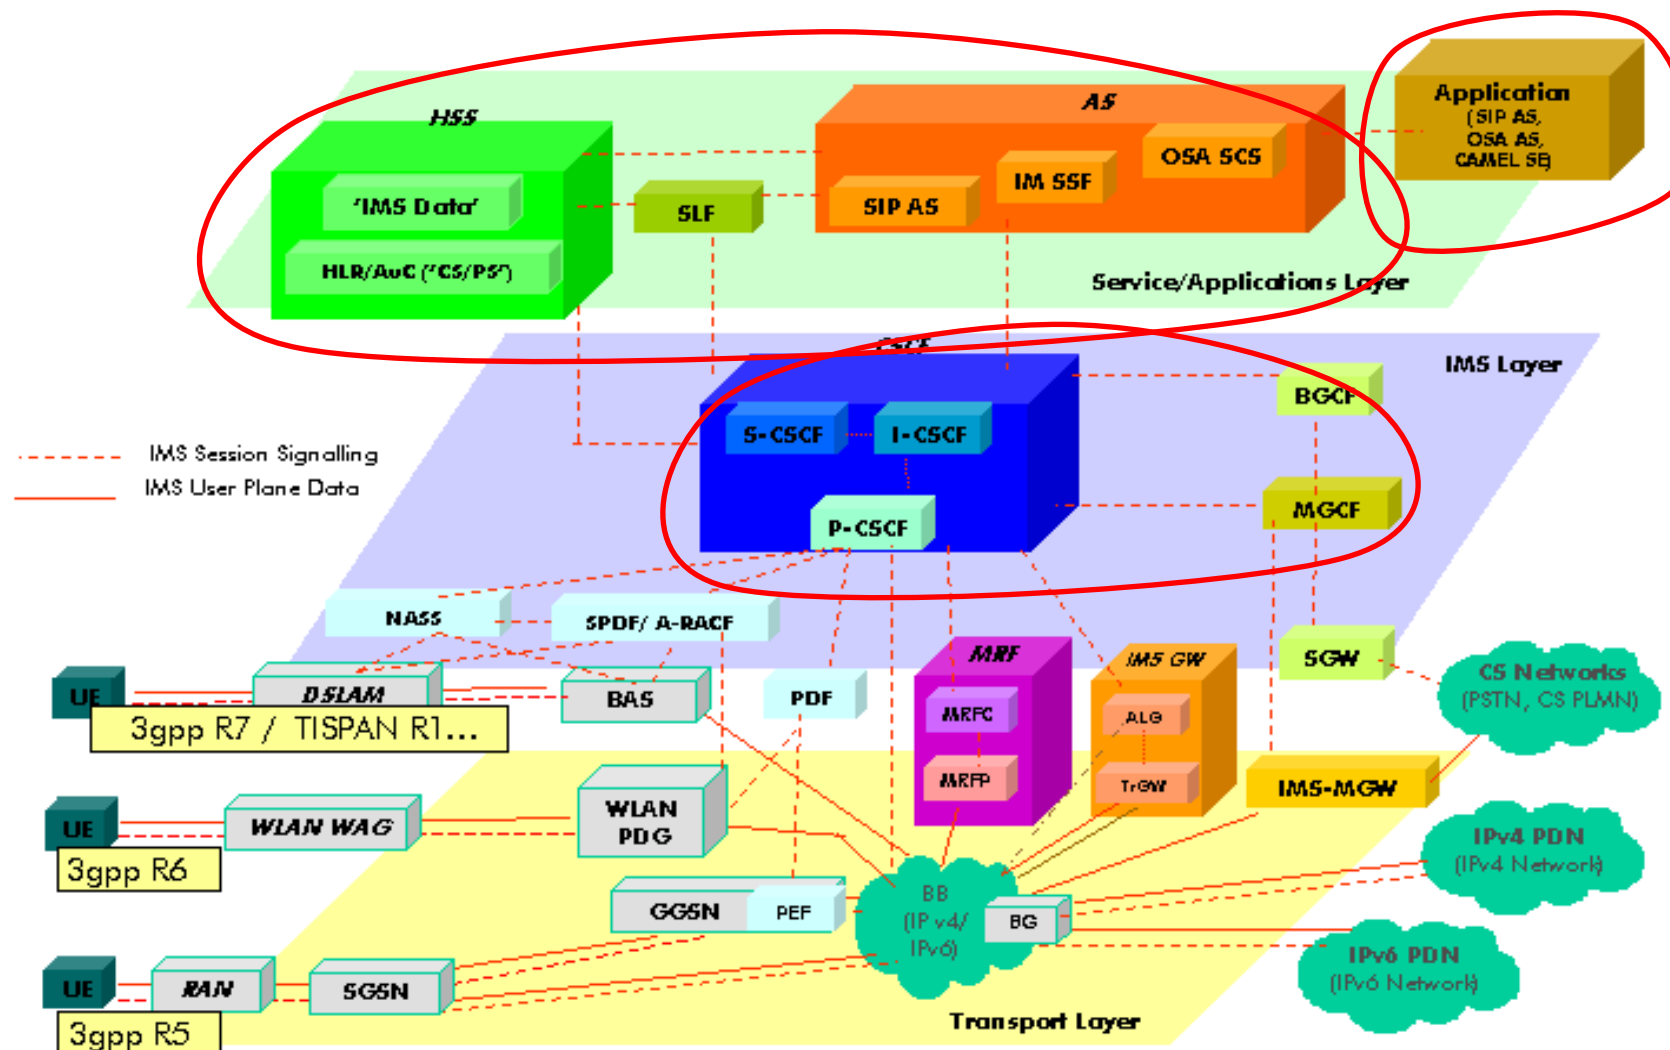 HSS
AS
Application
(SIP AS,
OSA AS,
CAMEL SE)
OSA SCS
IM SSF
SIP AS
'IMS Data'
SLF
HLR/AuC ('CS/PS')
Service/Applications Layer
CSCF
IMS Layer
BGCF
S-CSCF
I-CSCF
IMS Session Signalling
IMS User Plane Data
MGCF
P-CSCF
NASS
SPDF/ A-RACF
MRF
IMS GW
SGW
CS Networks
(PSTN, CS PLMN)
UE
DSLAM
BAS
PDF
MRFC
ALG
3gpp R7 / TISPAN R1...
MRFP
TrGW
IMS-MGW
UE
WLAN WAG
WLAN
PDG
IPv4 PDN
(IPv4 Network)
3gpp R6
GGSN
PEF
BB
(IP v4/
IPv6)
BG
IPv6 PDN
(IPv6 Network)
UE
RAN
SGSN
3gpp R5
Transport Layer